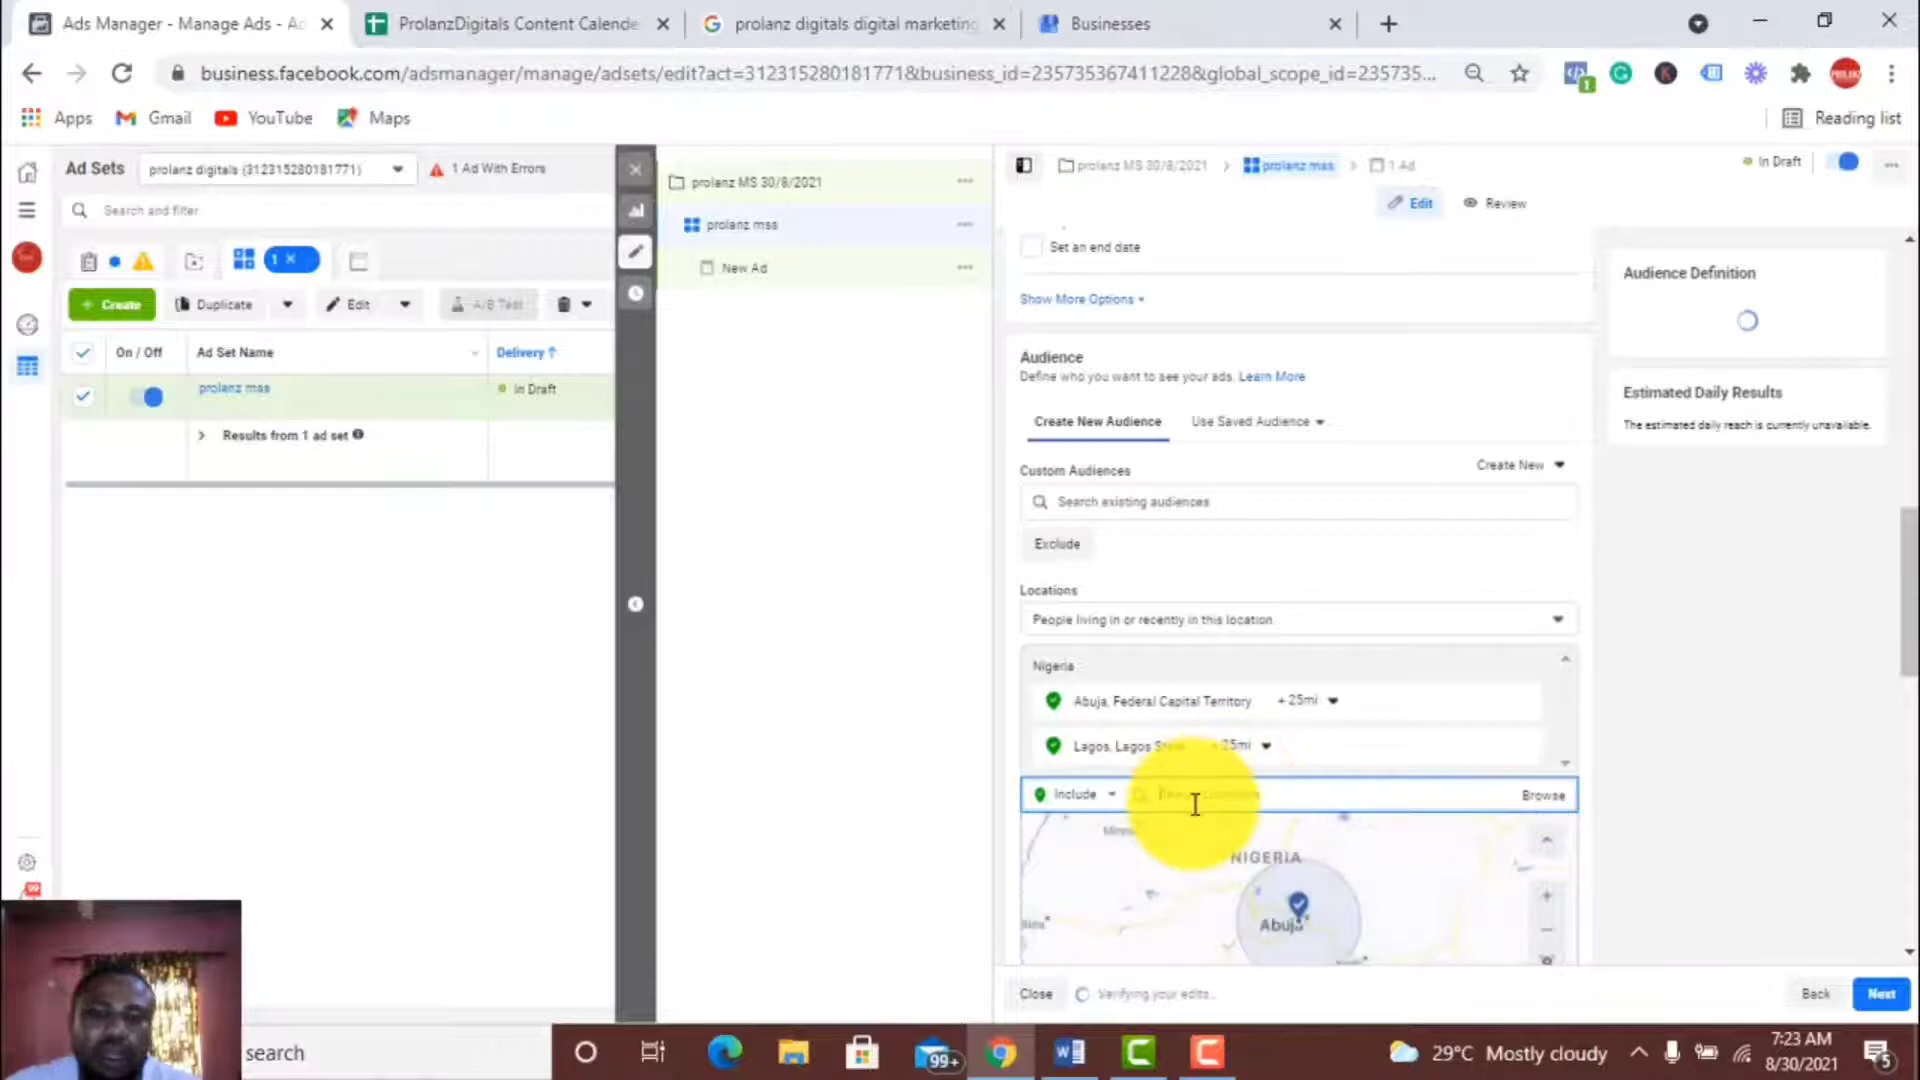 Ads Manager - Manage Ads - Ad
ProlanzDigitals Content Calende
prolanz digitals digital marketing
Businesses
business.facebook.com/adsmanager/manage/adsets/edit?act=312315280181771&business_id=235735367411228&global_scope_id=235735...
Apps
Gmail
YouTube
Maps
Reading list
Ad Sets
prolanz digitals (312315280181771)
1 Ad With Errors
Search and filter
1 ×
+ Create
Duplicate
Edit
A/B Test
On / Off
Ad Set Name
Delivery ↑
prolanz mss
In Draft
Results from 1 ad set
prolanz MS 30/8/2021
prolanz mss
New Ad
prolanz MS 30/8/2021
prolanz mss
1 Ad
In Draft
Edit
Review
Set an end date
Show More Options
Audience
Define who you want to see your ads. Learn More
Create New Audience
Use Saved Audience
Custom Audiences
Create New
Search existing audiences
Exclude
Locations
People living in or recently in this location
Nigeria
Abuja, Federal Capital Territory + 25mi
Lagos, Lagos State + 25mi
Include
Browse
NIGERIA
Abuja
Audience Definition
Estimated Daily Results
The estimated daily reach is currently unavailable.
Close
Verifying your edits...
Back
Next
search
99+
29°C Mostly cloudy
7:23 AM
8/30/2021
5